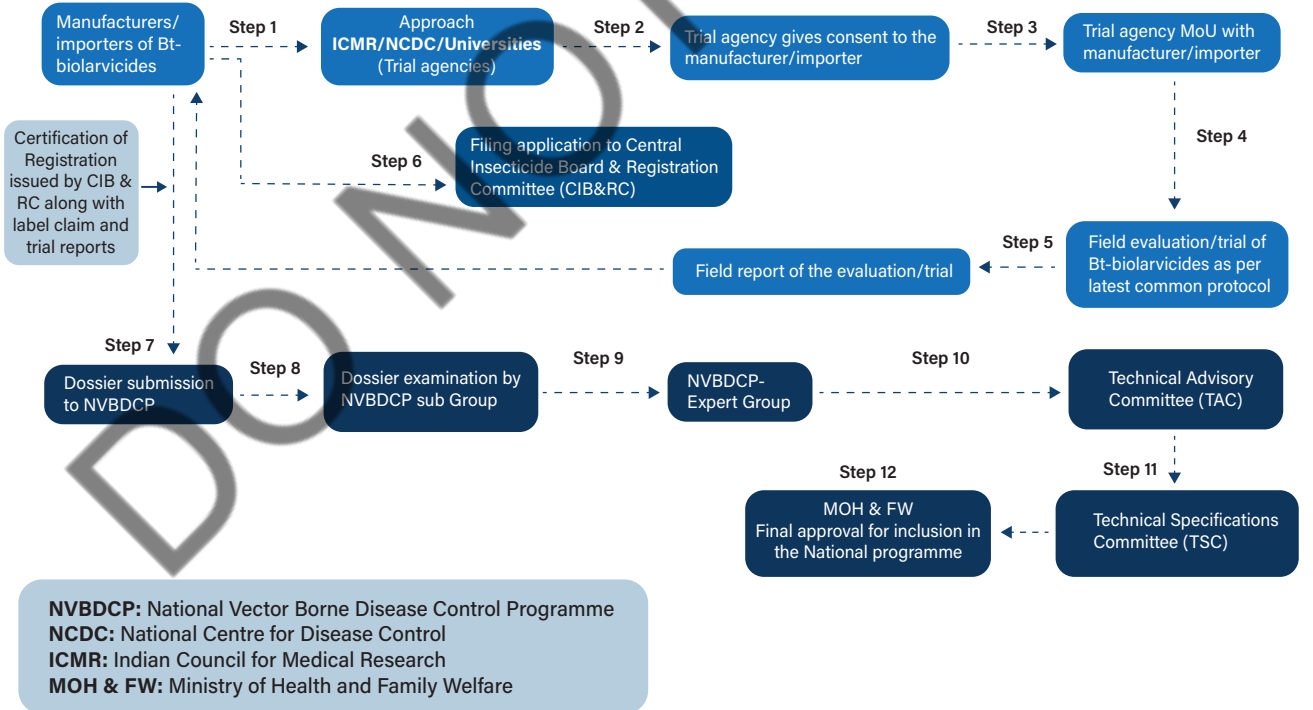 Manufacturers/
importers of Bt-
biolarvicides
Step 1
Approach
ICMR/NCDC/Universities
(Trial agencies)
Step 2
Trial agency gives consent to the
manufacturer/importer
Step 3
Trial agency MoU with
manufacturer/importer
Certification of
Registration
issued by CIB &
RC along with
label claim and
trial reports
Step 6
Filing application to Central
Insecticide Board & Registration
Committee (CIB&RC)
Step 4
Step 5
Field evaluation/trial of
Bt-biolarvicides as per
latest common protocol
Field report of the evaluation/trial
Step 7
Dossier submission
to NVBDCP
Step 8
Dossier examination by
NVBDCP sub Group
Step 9
NVBDCP-
Expert Group
Step 10
Technical Advisory
Committee (TAC)
Step 11
Technical Specifications
Committee (TSC)
Step 12
MOH & FW
Final approval for inclusion in
the National programme
NVBDCP: National Vector Borne Disease Control Programme
NCDC: National Centre for Disease Control
ICMR: Indian Council for Medical Research
MOH & FW: Ministry of Health and Family Welfare
DO NO